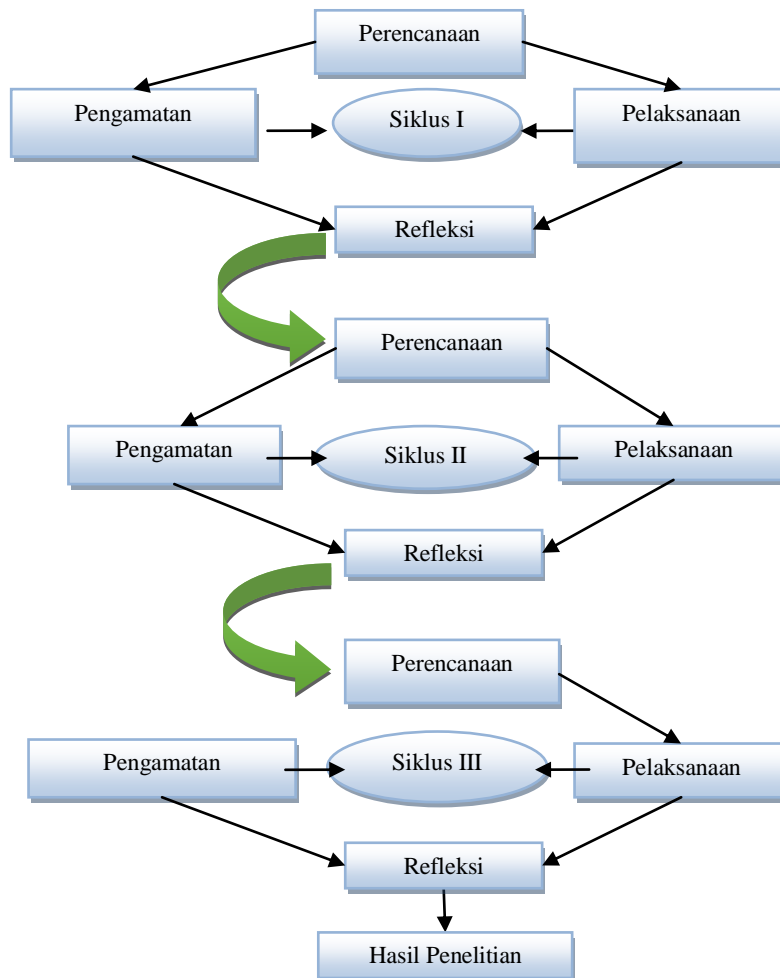 Perencanaan
Pengamatan
Siklus I
Pelaksanaan
Refleksi
Perencanaan
Pengamatan
Siklus II
Pelaksanaan
Refleksi
Perencanaan
Pengamatan
Siklus III
Pelaksanaan
Refleksi
Hasil Penelitian